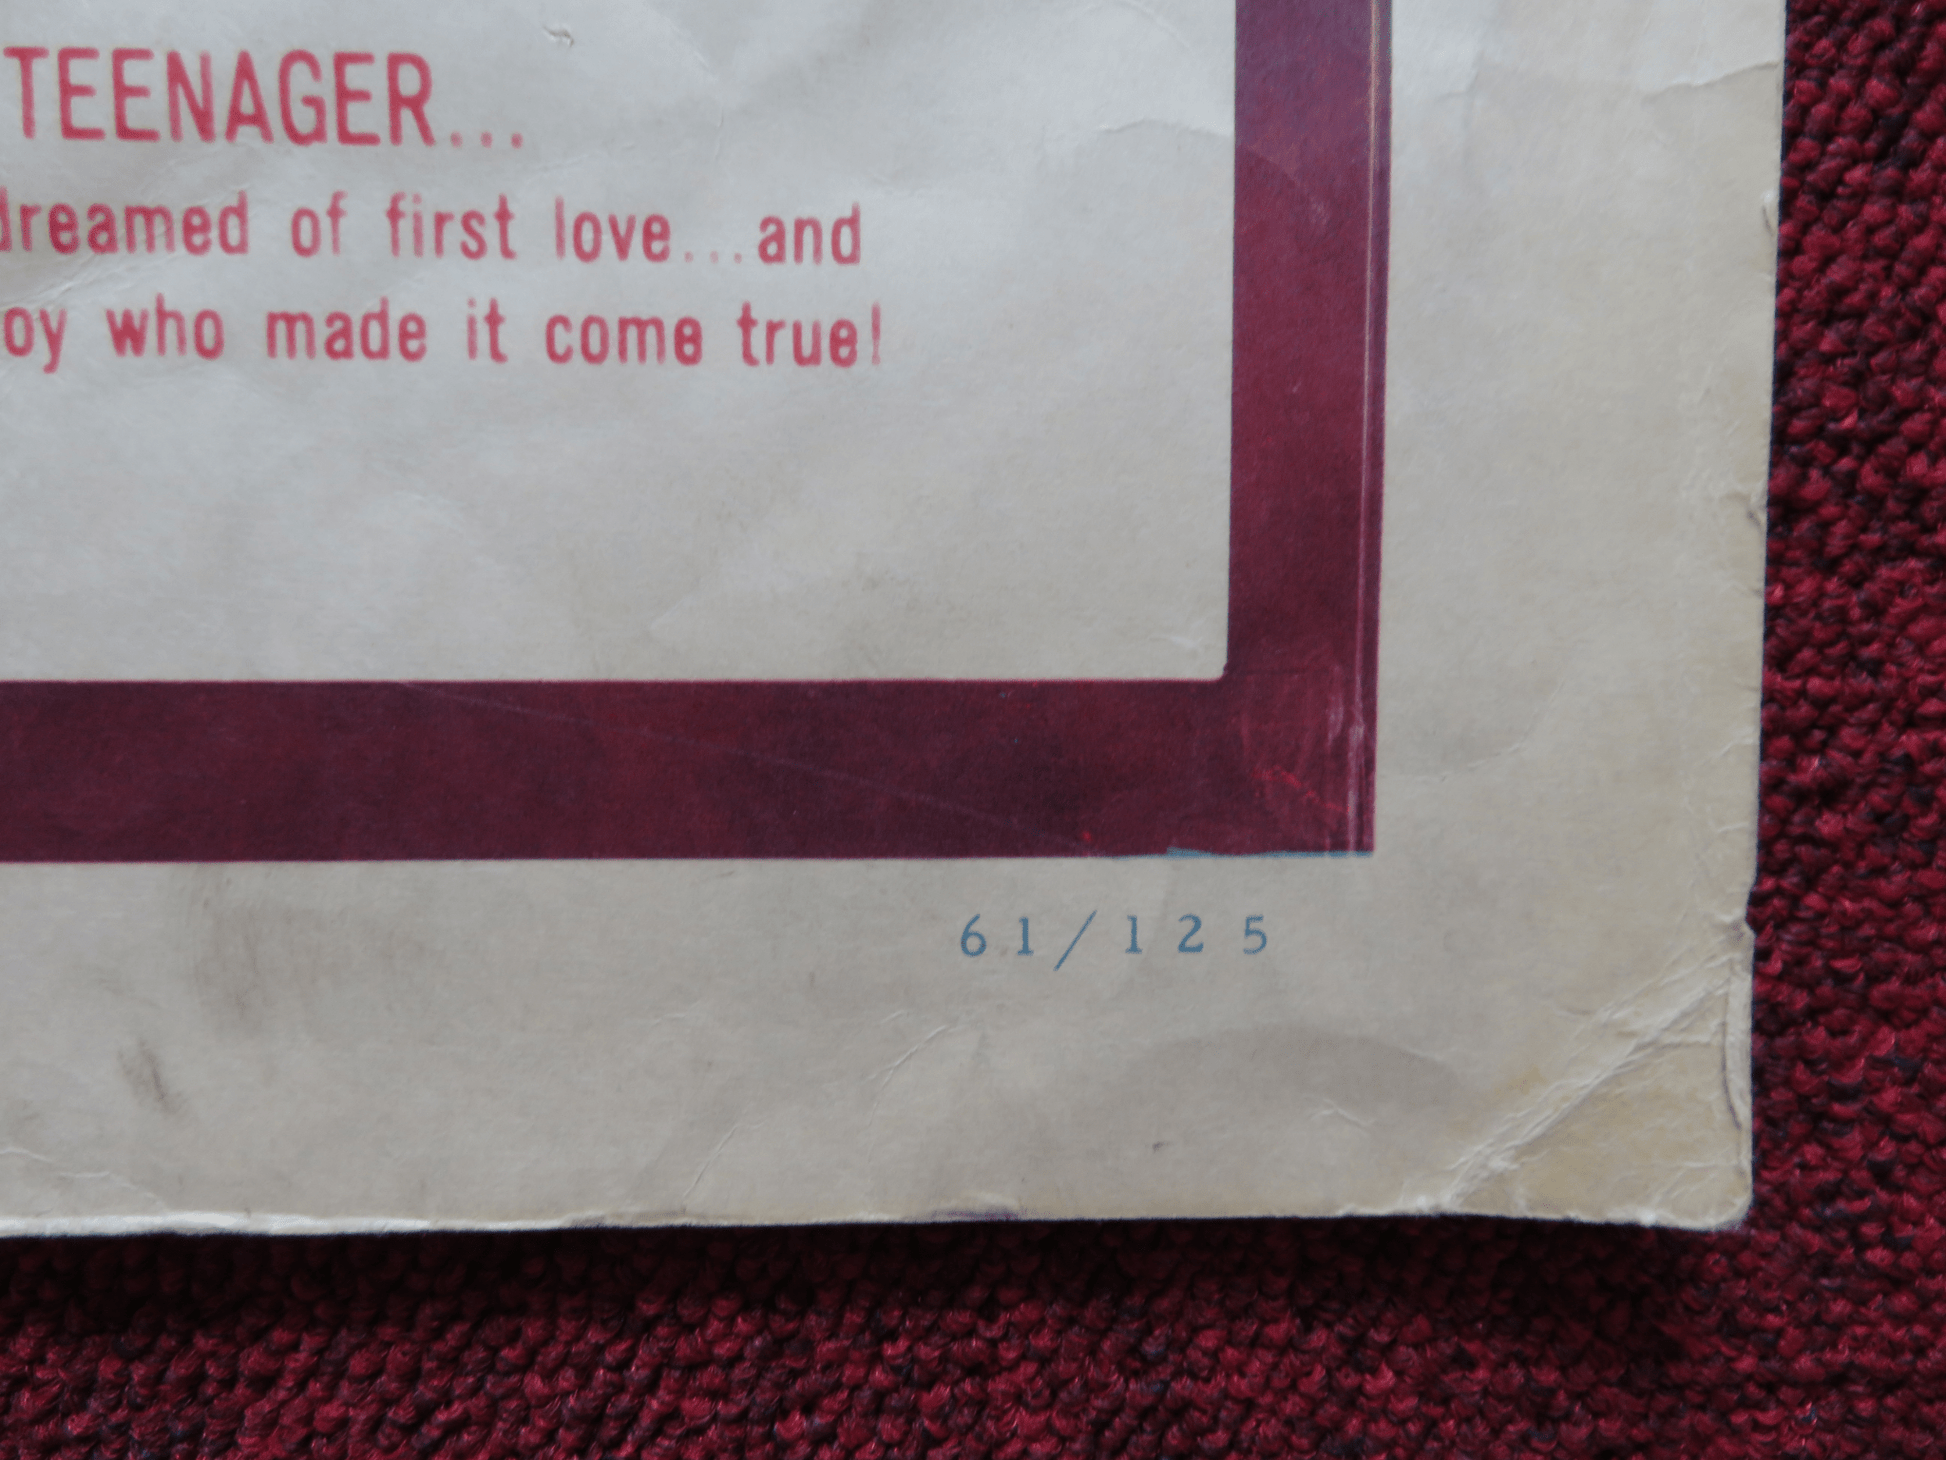 TEENAGER...
dreamed of first love...and
oy who made it come true!
61/125